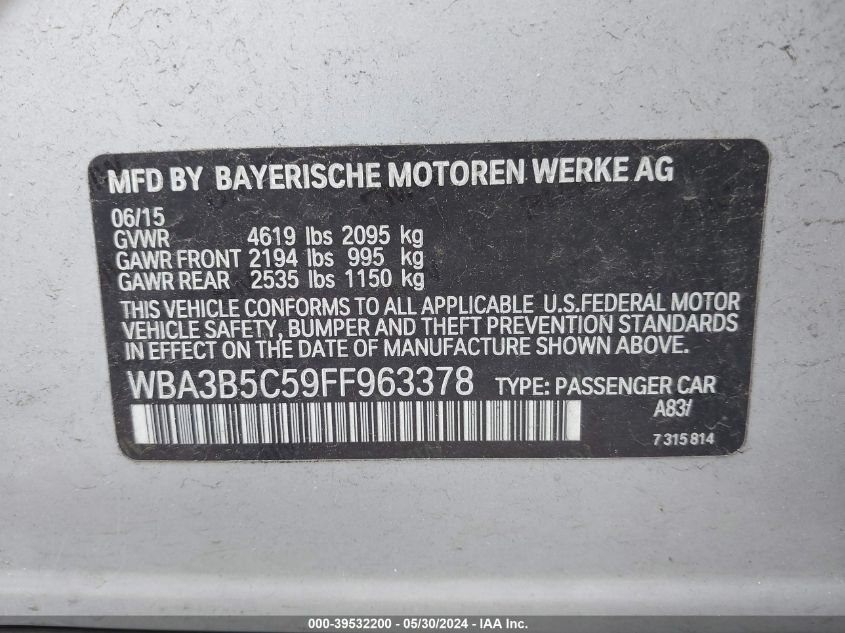 MFD BY BAYERISCHE MOTOREN WERKE AG
06/15
GVWR 4619 lbs 2095 kg
GAWR FRONT 2194 lbs 995 kg
GAWR REAR 2535 lbs 1150 kg
THIS VEHICLE CONFORMS TO ALL APPLICABLE U.S.FEDERAL MOTOR
VEHICLE SAFETY, BUMPER AND THEFT PREVENTION STANDARDS
IN EFFECT ON THE DATE OF MANUFACTURE SHOWN ABOVE.
WBA3B5C59FF963378 TYPE: PASSENGER CAR
A83/
7 315 814
000-39532200 - 05/30/2024 - IAA Inc.